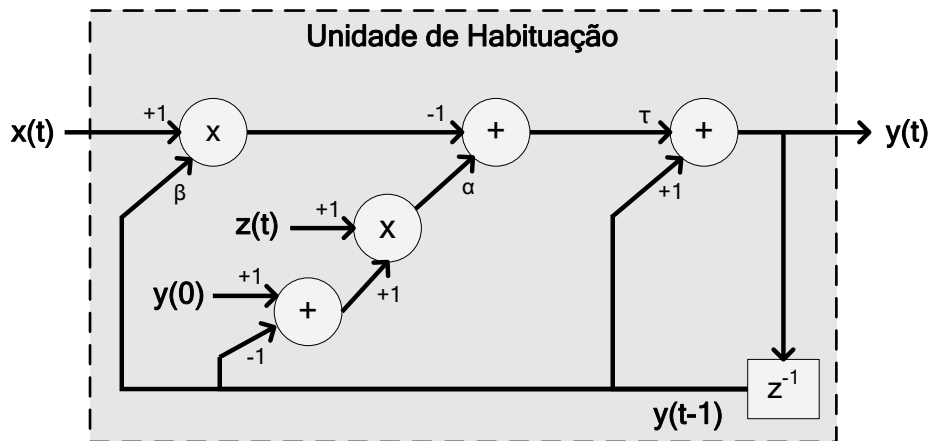 Unidade de Habituação
x(t)
+1
x
-1
+
τ
+
y(t)
β
α
+1
z(t)
+1
x
y(0)
+1
+
+1
-1
z-1
y(t-1)